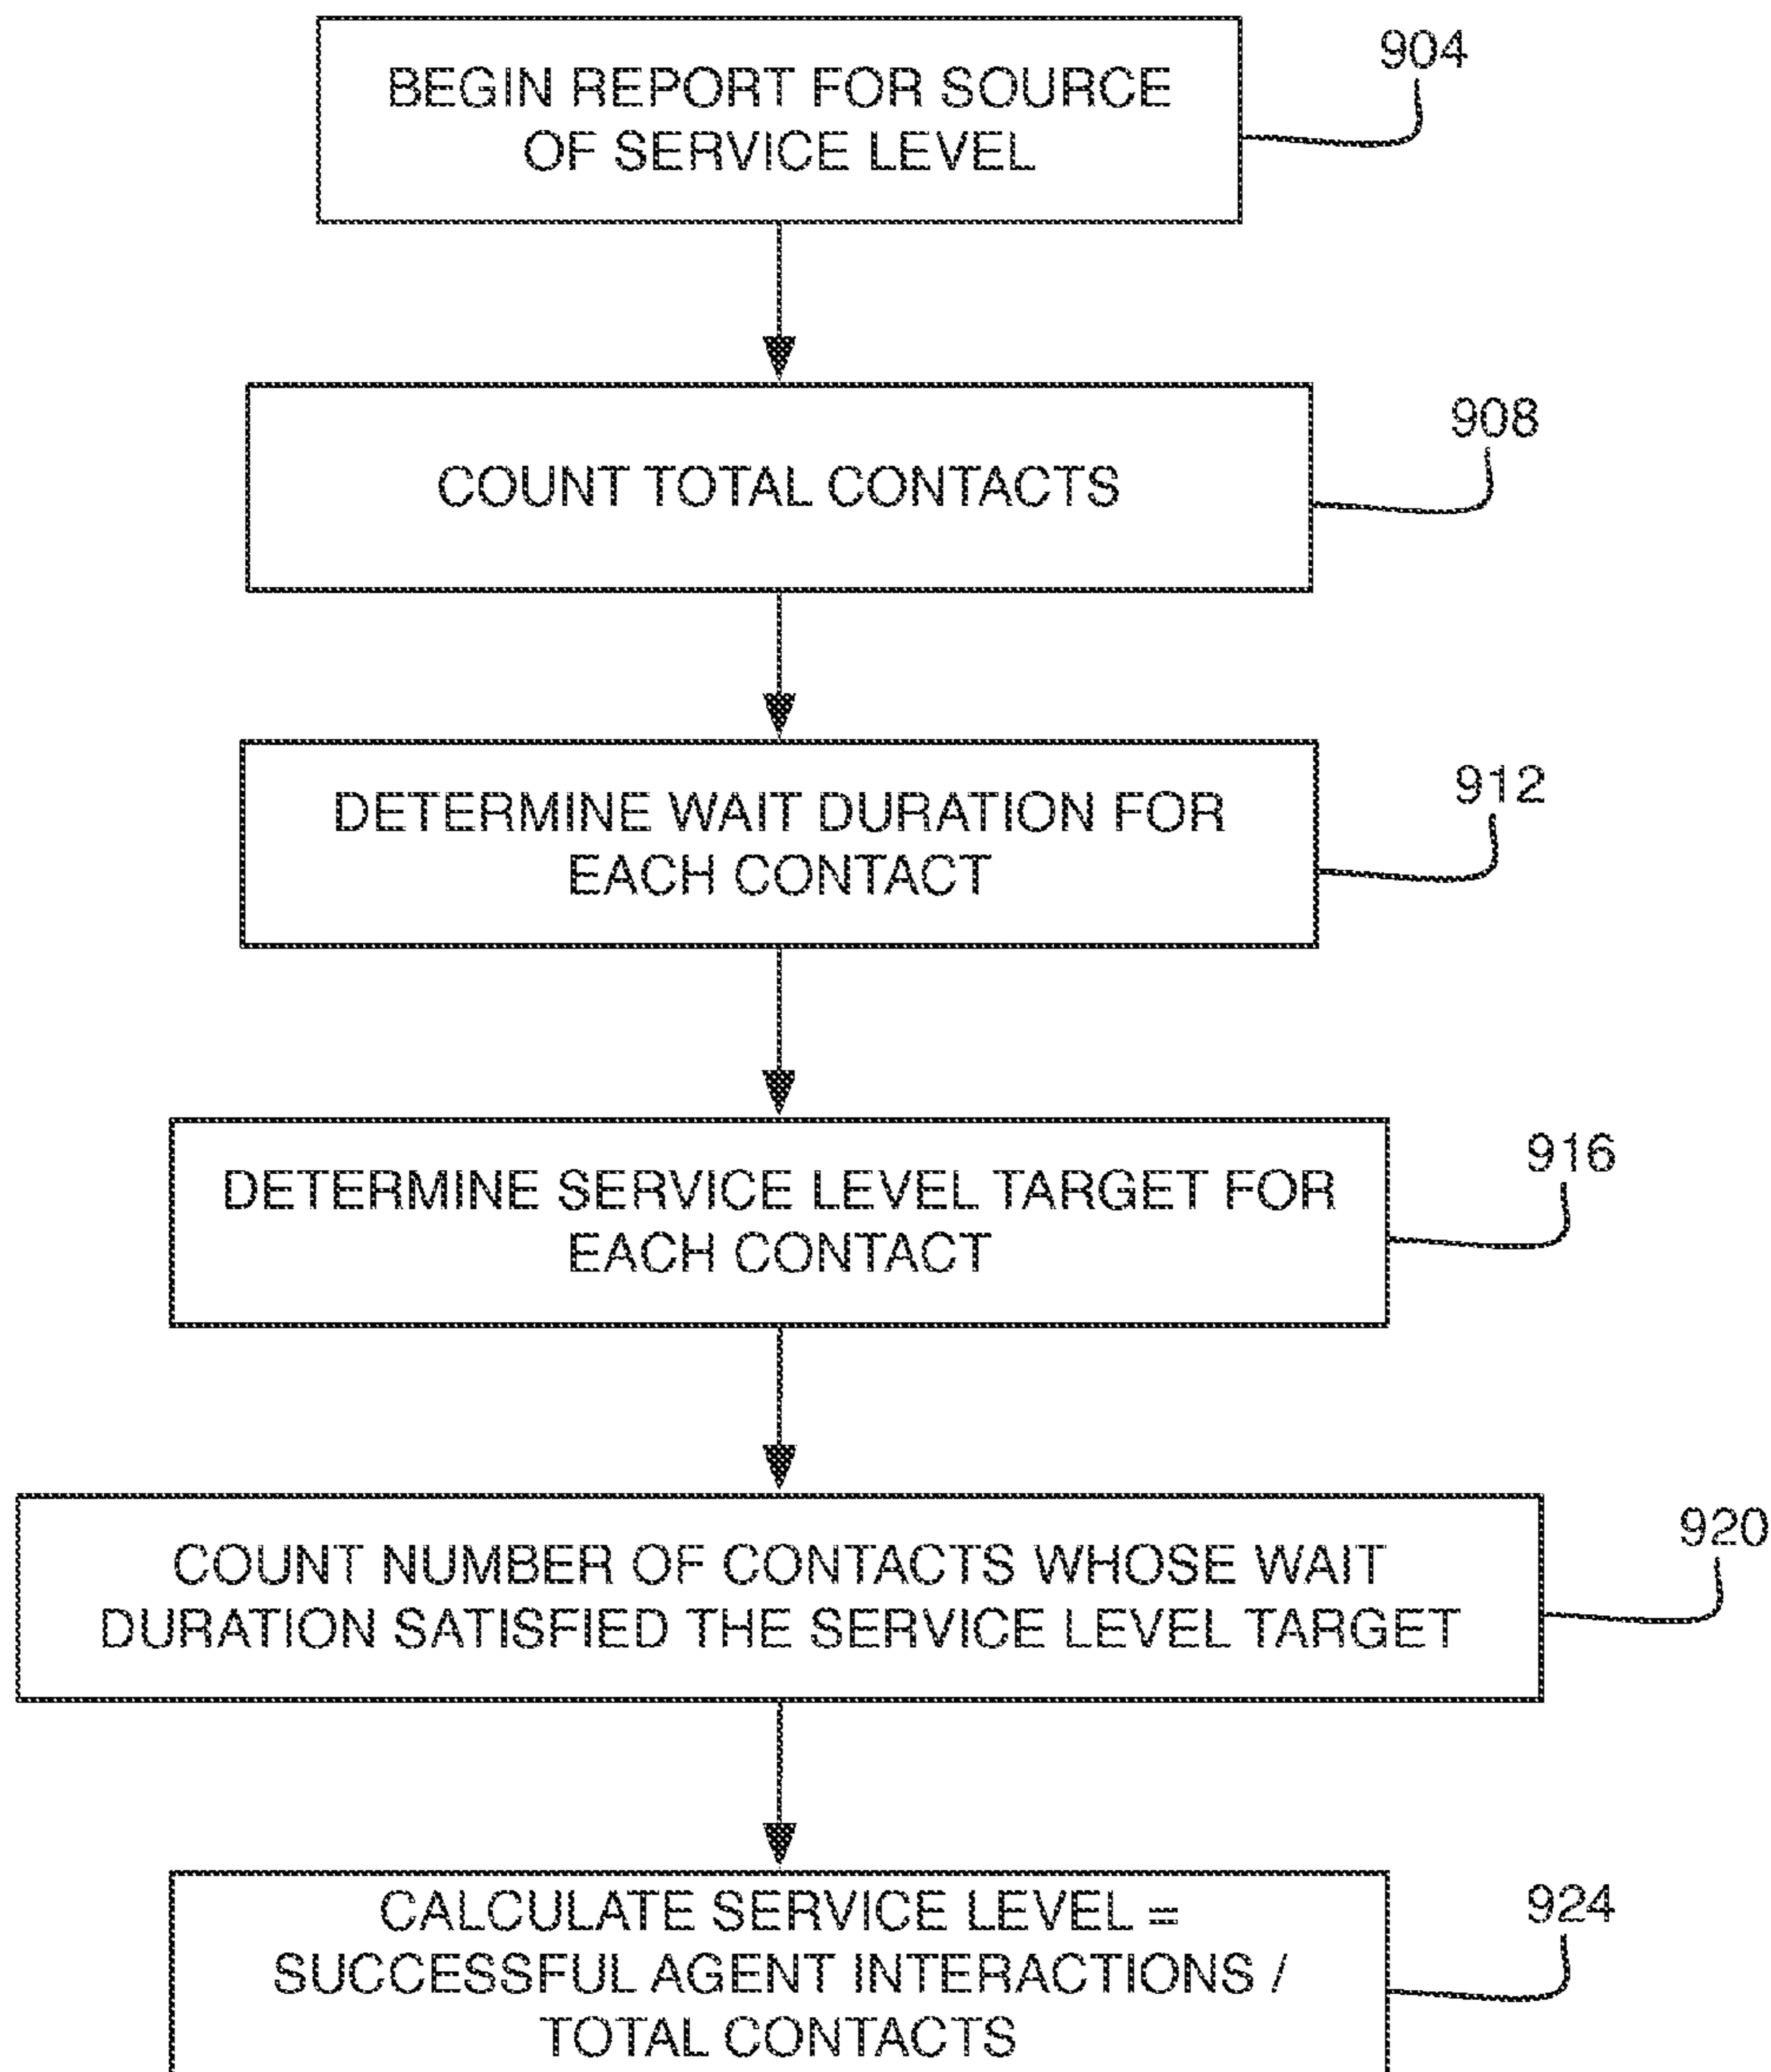 BEGIN REPORT FOR SOURCE
OF SERVICE LEVEL
904
COUNT TOTAL CONTACTS
908
DETERMINE WAIT DURATION FOR
EACH CONTACT
912
DETERMINE SERVICE LEVEL TARGET FOR
EACH CONTACT
916
COUNT NUMBER OF CONTACTS WHOSE WAIT
DURATION SATISFIED THE SERVICE LEVEL TARGET
920
CALCULATE SERVICE LEVEL =
SUCCESSFUL AGENT INTERACTIONS /
TOTAL CONTACTS
924